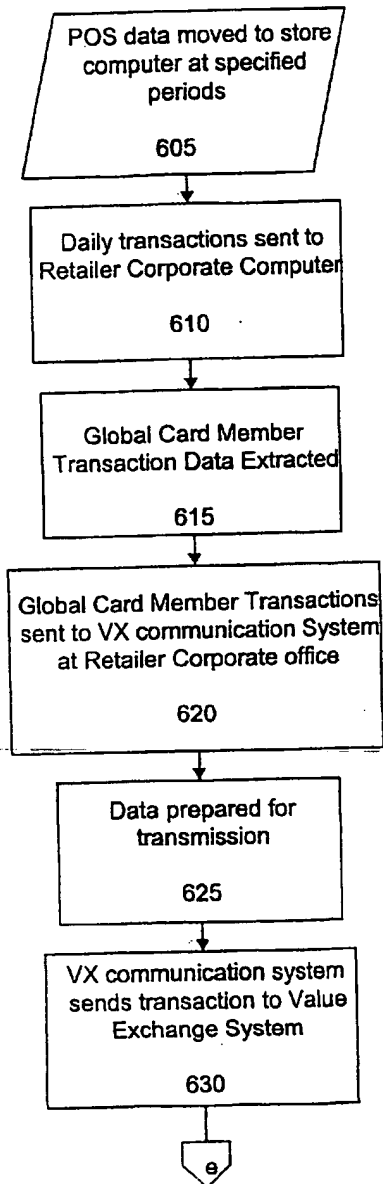 POS data moved to store
computer at specified
periods
605
Daily transactions sent to
Retailer Corporate Computer
610
Global Card Member
Transaction Data Extracted
615
Global Card Member Transactions
sent to VX communication System
at Retailer Corporate office
620
Data prepared for
transmission
625
VX communication system
sends transaction to Value
Exchange System
630
e